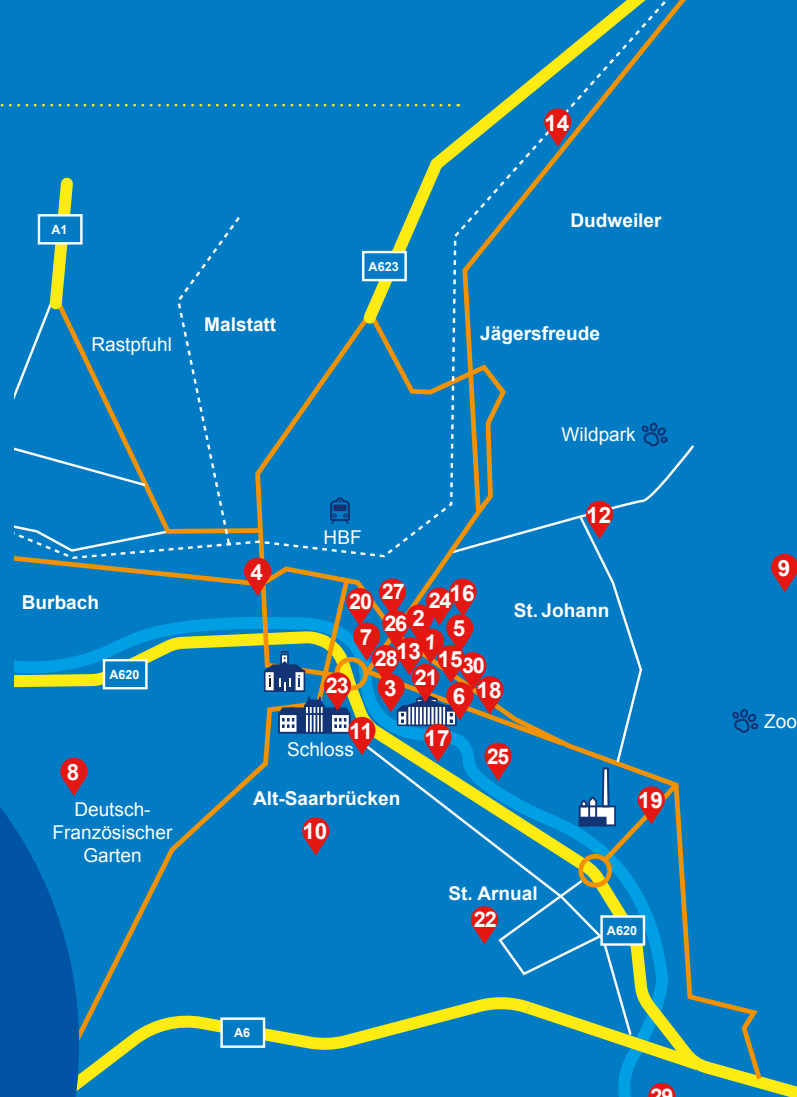 14
Dudweiler
A1
A623
Malstatt
Jägersfreude
Rastpfuhl
Wildpark
HBF
12
4
9
Burbach
27
20
24
16
St. Johann
2
26
5
7
1
13
28
15
30
A620
21
23
3
6
18
Zoo
11
17
Schloss
25
8
Alt-Saarbrücken
19
Deutsch-
Französischer
Garten
10
St. Arnual
22
A620
A6
29